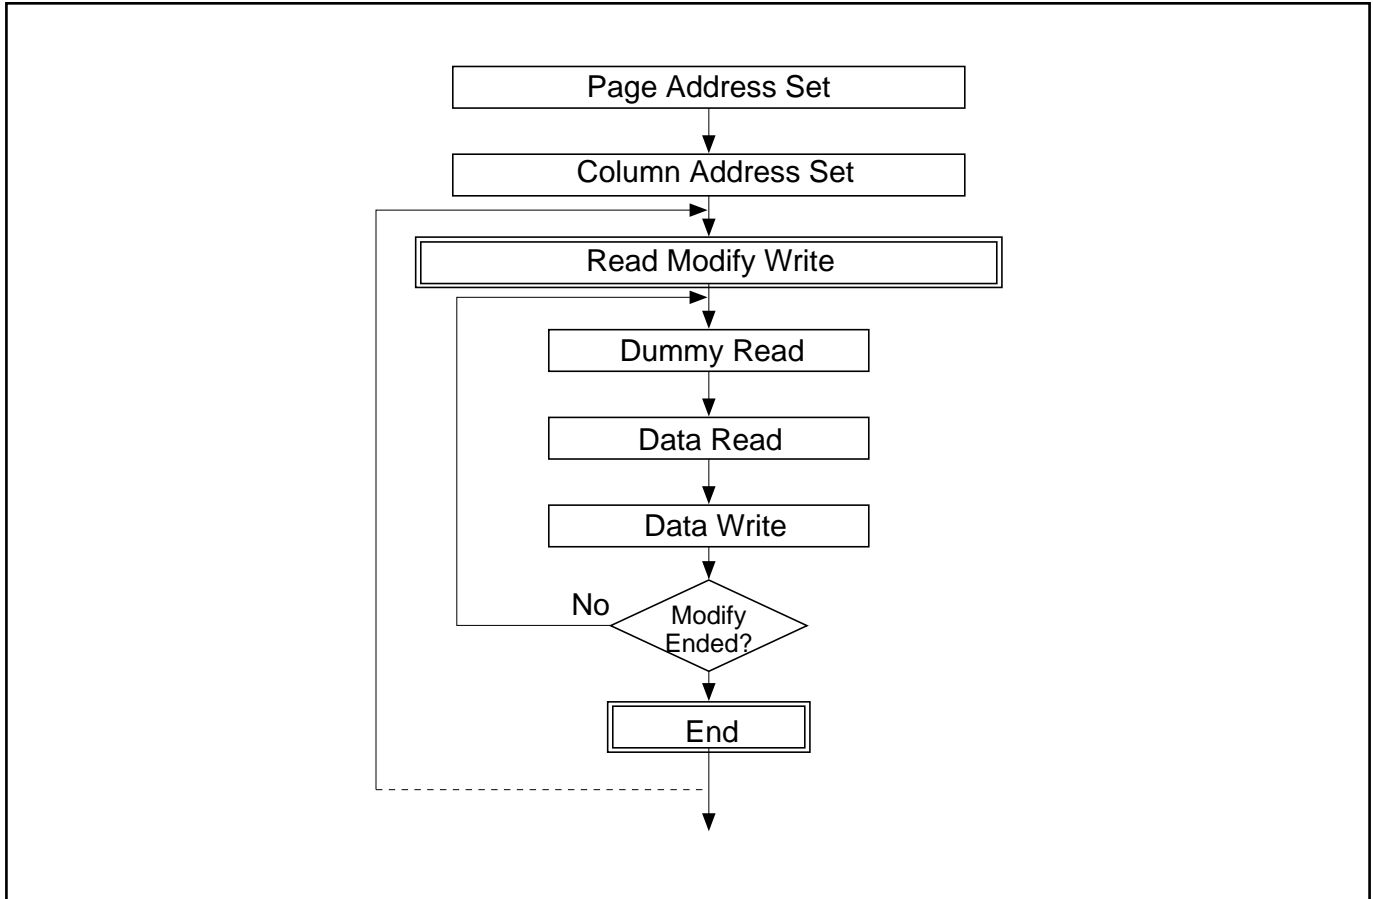 Page Address Set
Column Address Set
Read Modify Write
Dummy Read
Data Read
Data Write
No
Modify
Ended?
End